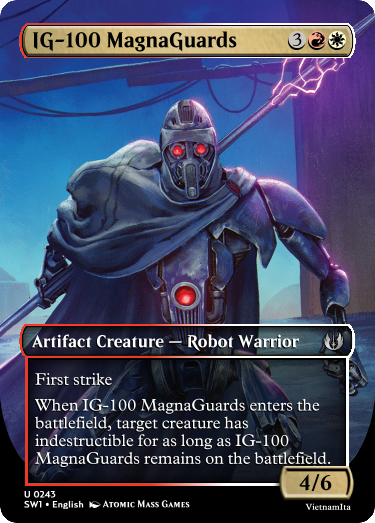 IG-100 MagnaGuards 3
Artifact Creature — Robot Warrior
First strike
When IG-100 MagnaGuards enters the
battlefield, target creature has
indestructible for as long as IG-100
MagnaGuards remains on the battlefield.
4/6
U 0243
SW1 • English Atomic Mass Games
VietnamIta